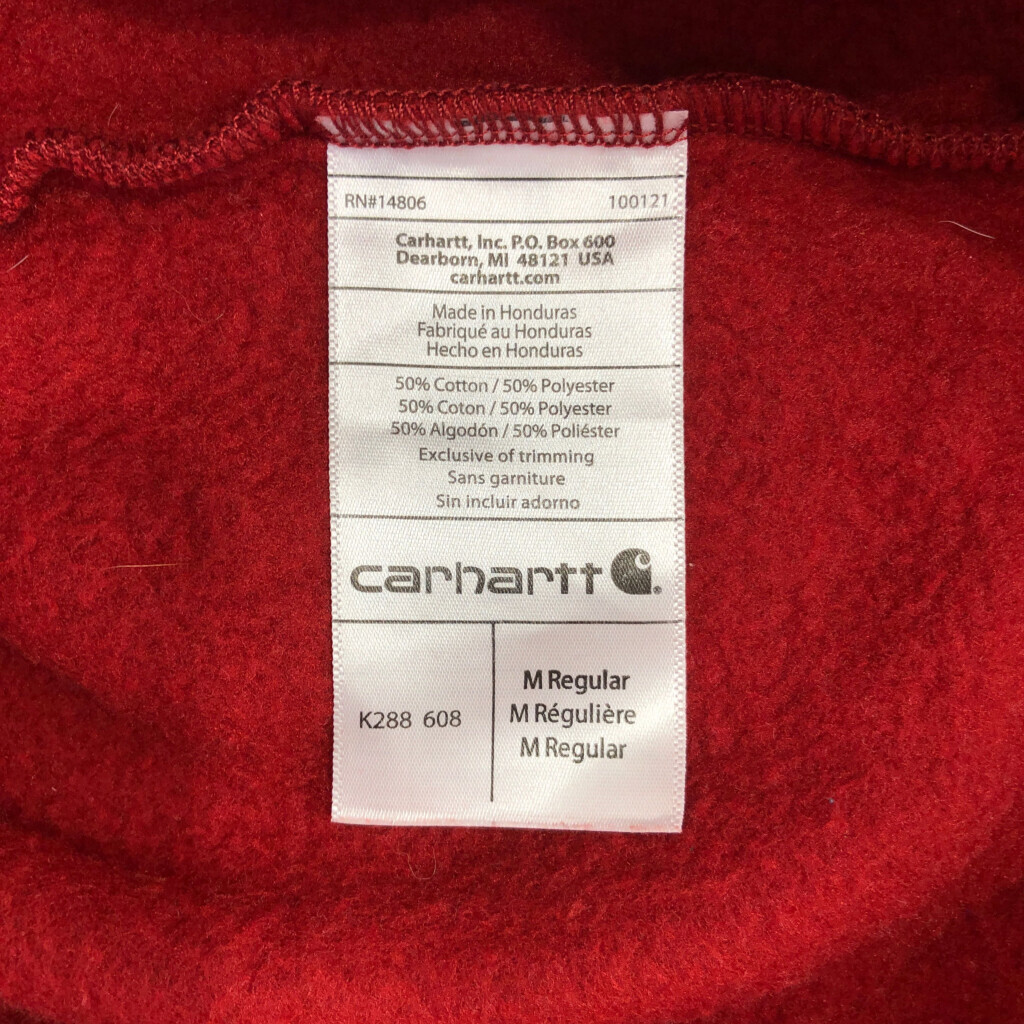 RN#14806 100121
Carhartt, Inc. P.O. Box 600
Dearborn, MI 48121 USA
carhartt.com
Made in Honduras
Fabriqué au Honduras
Hecho en Honduras
50% Cotton / 50% Polyester
50% Coton / 50% Polyester
50% Algodón / 50% Poliéster
Exclusive of trimming
Sans garniture
Sin incluir adorno
carhartt
K288 608
M Regular
M Régulière
M Regular